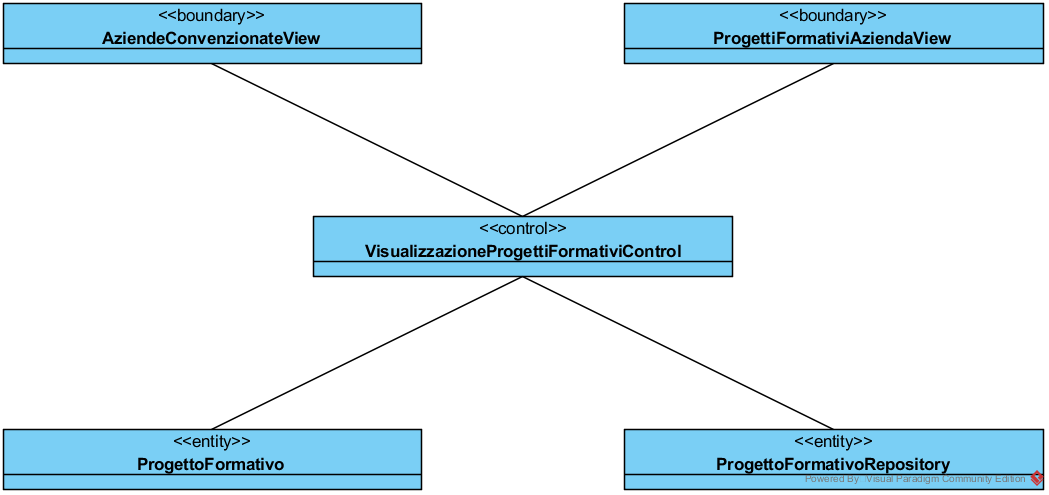 <<boundary>>
AziendeConvenzionateView
<<boundary>>
ProgettiFormativiAziendaView
<<control>>
VisualizzazioneProgettiFormativiControl
<<entity>>
ProgettoFormativo
<<entity>>
ProgettoFormativoRepository
Powered By Visual Paradigm Community Edition